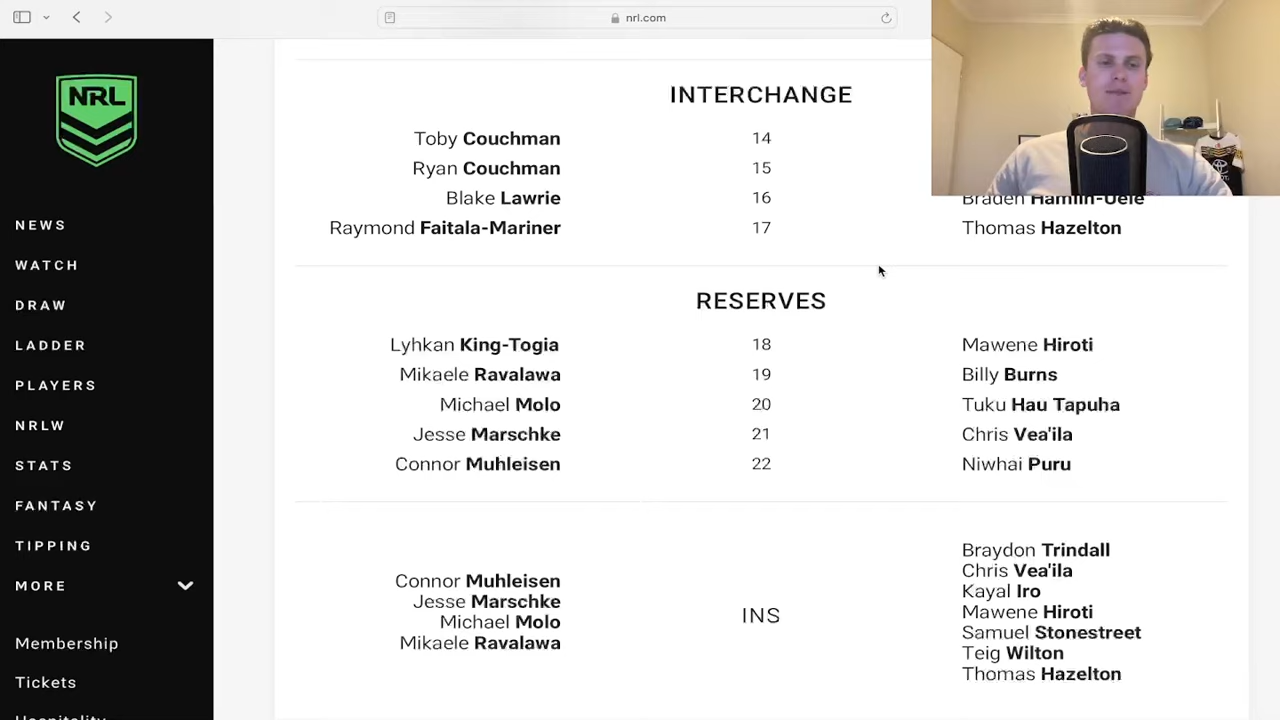 nrl.com
NRL
NEWS
WATCH
DRAW
LADDER
PLAYERS
NRLW
STATS
FANTASY
TIPPING
MORE
Membership
Tickets
Hospitality
INTERCHANGE
Toby Couchman 14
Ryan Couchman 15
Blake Lawrie 16 Braden Hamlin-Uele
Raymond Faitala-Mariner 17 Thomas Hazelton
RESERVES
Lyhkan King-Togia 18 Mawene Hiroti
Mikaele Ravalawa 19 Billy Burns
Michael Molo 20 Tuku Hau Tapuha
Jesse Marschke 21 Chris Vea'ila
Connor Muhleisen 22 Niwhai Puru
Connor Muhleisen
Jesse Marschke
Michael Molo
Mikaele Ravalawa
INS
Braydon Trindall
Chris Vea'ila
Kayal Iro
Mawene Hiroti
Samuel Stonestreet
Teig Wilton
Thomas Hazelton